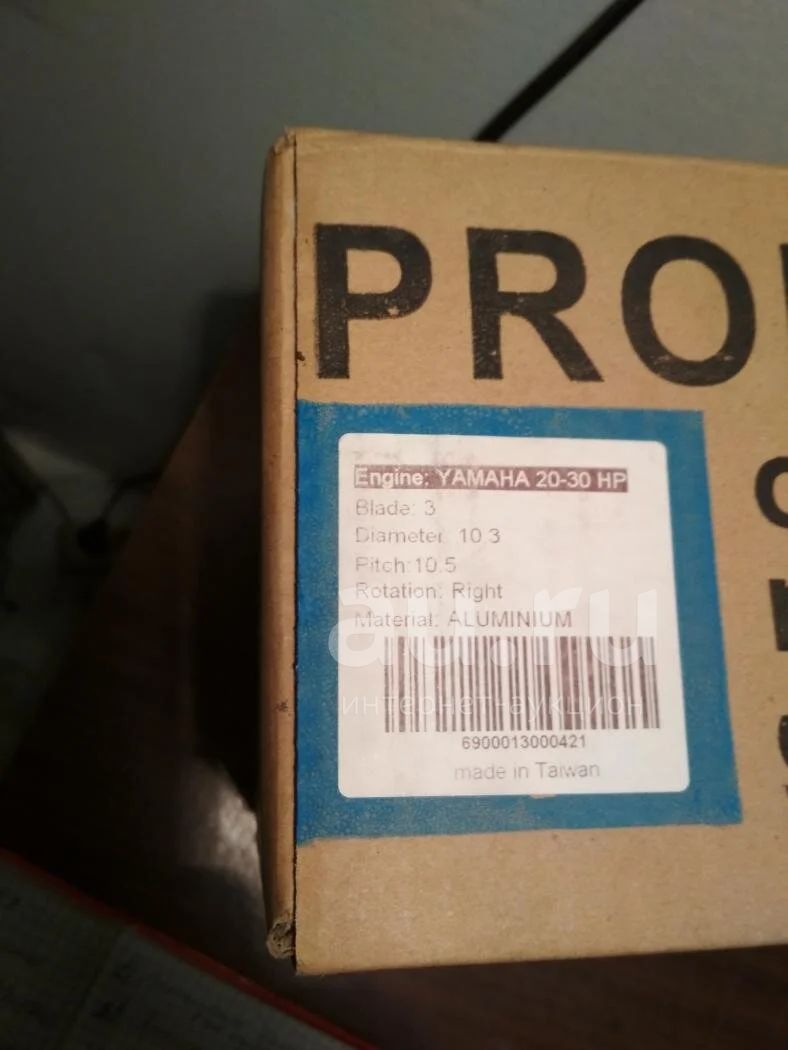 PRO
Engine: YAMAHA 20-30 HP
Blade: 3
Diameter: 10.3
Pitch:10.5
Rotation: Right
Material: ALUMINIUM
au.ru
интернет-аукцион
6900013000421
made in Taiwan